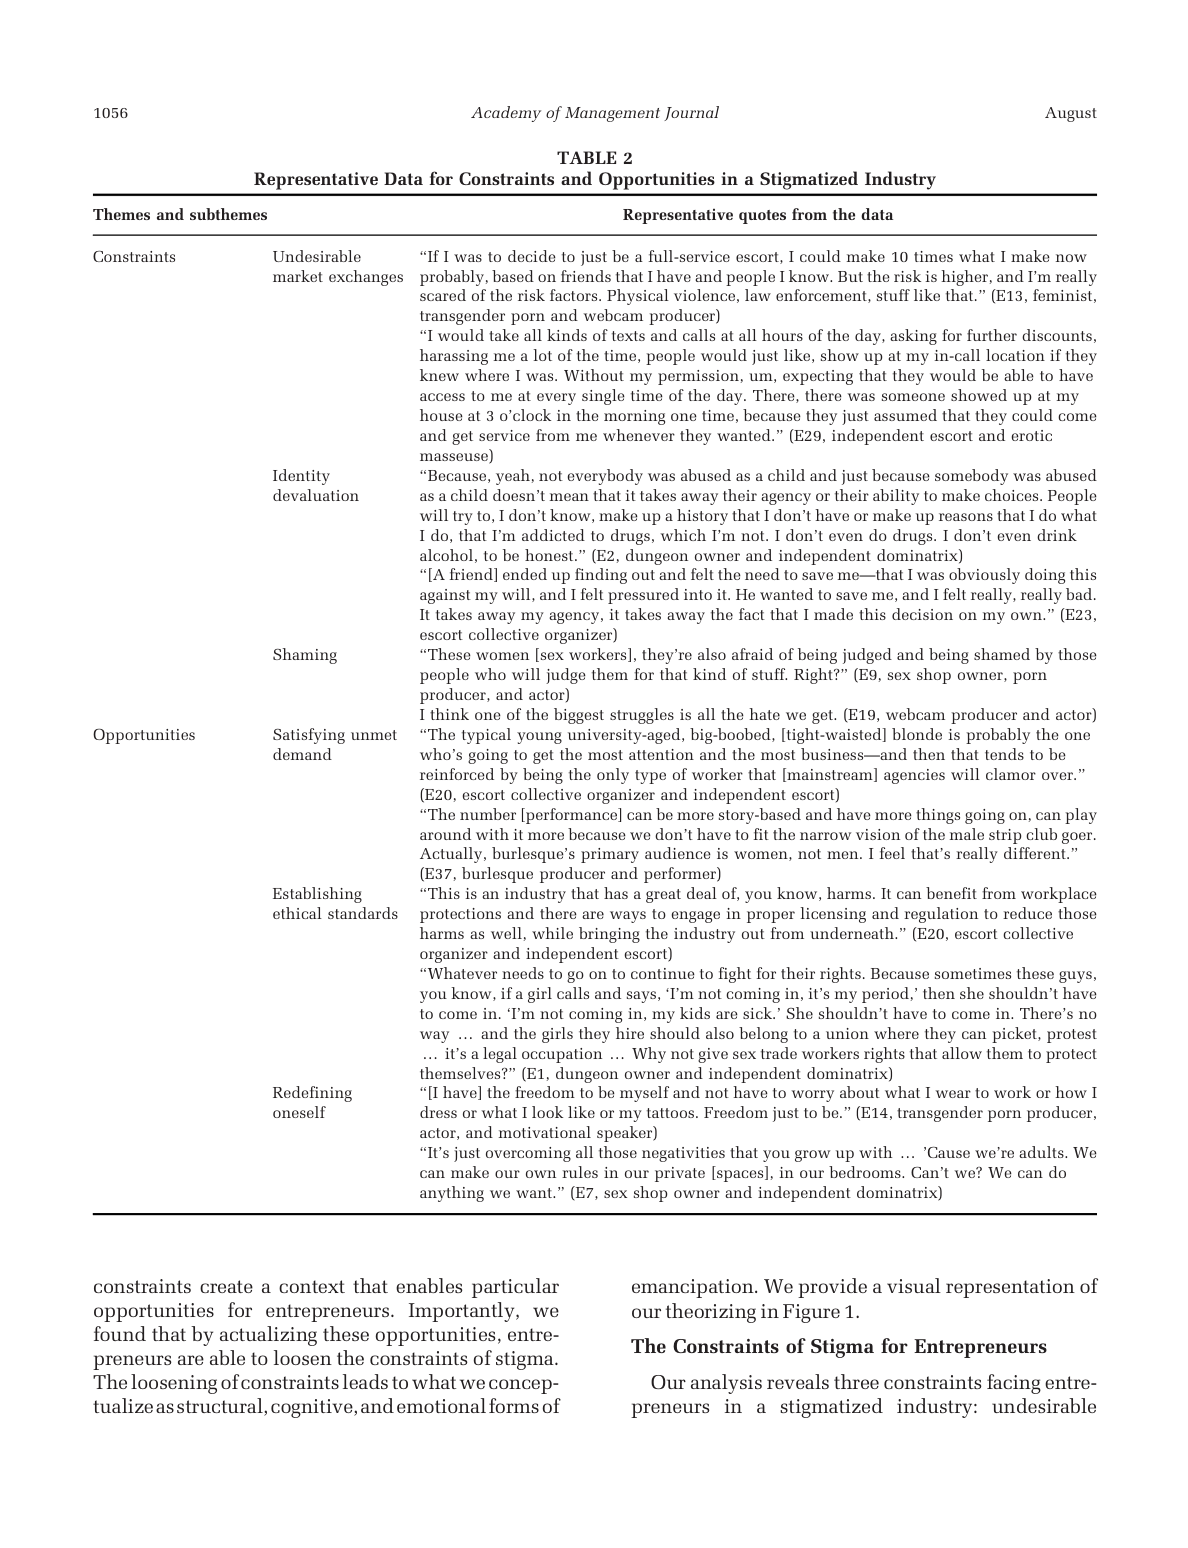 1056
Academy of Management Journal
August
TABLE 2
Representative Data for Constraints and Opportunities in a Stigmatized Industry
Themes and subthemes
Representative quotes from the data
Constraints
Undesirable
market exchanges
“If I was to decide to just be a full-service escort, I could make 10 times what I make now
probably, based on friends that I have and people I know. But the risk is higher, and I’m really
scared of the risk factors. Physical violence, law enforcement, stuff like that.” (E13, feminist,
transgender porn and webcam producer)
“I would take all kinds of texts and calls at all hours of the day, asking for further discounts,
harassing me a lot of the time, people would just like, show up at my in-call location if they
knew where I was. Without my permission, um, expecting that they would be able to have
access to me at every single time of the day. There, there was someone showed up at my
house at 3 o’clock in the morning one time, because they just assumed that they could come
and get service from me whenever they wanted.” (E29, independent escort and erotic
masseuse)
Identity
devaluation
“Because, yeah, not everybody was abused as a child and just because somebody was abused
as a child doesn’t mean that it takes away their agency or their ability to make choices. People
will try to, I don’t know, make up a history that I don’t have or make up reasons that I do what
I do, that I’m addicted to drugs, which I’m not. I don’t even do drugs. I don’t even drink
alcohol, to be honest.” (E2, dungeon owner and independent dominatrix)
“[A friend] ended up finding out and felt the need to save me—that I was obviously doing this
against my will, and I felt pressured into it. He wanted to save me, and I felt really, really bad.
It takes away my agency, it takes away the fact that I made this decision on my own.” (E23,
escort collective organizer)
Shaming
“These women [sex workers], they’re also afraid of being judged and being shamed by those
people who will judge them for that kind of stuff. Right?” (E9, sex shop owner, porn
producer, and actor)
I think one of the biggest struggles is all the hate we get. (E19, webcam producer and actor)
Opportunities
Satisfying unmet
demand
“The typical young university-aged, big-boobed, [tight-waisted] blonde is probably the one
who’s going to get the most attention and the most business—and then that tends to be
reinforced by being the only type of worker that [mainstream] agencies will clamor over.”
(E20, escort collective organizer and independent escort)
“The number [performance] can be more story-based and have more things going on, can play
around with it more because we don’t have to fit the narrow vision of the male strip club goer.
Actually, burlesque’s primary audience is women, not men. I feel that’s really different.”
(E37, burlesque producer and performer)
Establishing
ethical standards
“This is an industry that has a great deal of, you know, harms. It can benefit from workplace
protections and there are ways to engage in proper licensing and regulation to reduce those
harms as well, while bringing the industry out from underneath.” (E20, escort collective
organizer and independent escort)
“Whatever needs to go on to continue to fight for their rights. Because sometimes these guys,
you know, if a girl calls and says, ‘I’m not coming in, it’s my period,’ then she shouldn’t have
to come in. ‘I’m not coming in, my kids are sick.’ She shouldn’t have to come in. There’s no
way … and the girls they hire should also belong to a union where they can picket, protest
… it’s a legal occupation … Why not give sex trade workers rights that allow them to protect
themselves?” (E1, dungeon owner and independent dominatrix)
Redefining
oneself
“[I have] the freedom to be myself and not have to worry about what I wear to work or how I
dress or what I look like or my tattoos. Freedom just to be.” (E14, transgender porn producer,
actor, and motivational speaker)
“It’s just overcoming all those negativities that you grow up with … ’Cause we’re adults. We
can make our own rules in our private [spaces], in our bedrooms. Can’t we? We can do
anything we want.” (E7, sex shop owner and independent dominatrix)
constraints create a context that enables particular
opportunities for entrepreneurs. Importantly, we
found that by actualizing these opportunities, entre-
preneurs are able to loosen the constraints of stigma.
The loosening of constraints leads to what we concep-
tualize as structural, cognitive, and emotional forms of
emancipation. We provide a visual representation of
our theorizing in Figure 1.
The Constraints of Stigma for Entrepreneurs
Our analysis reveals three constraints facing entre-
preneurs in a stigmatized industry: undesirable